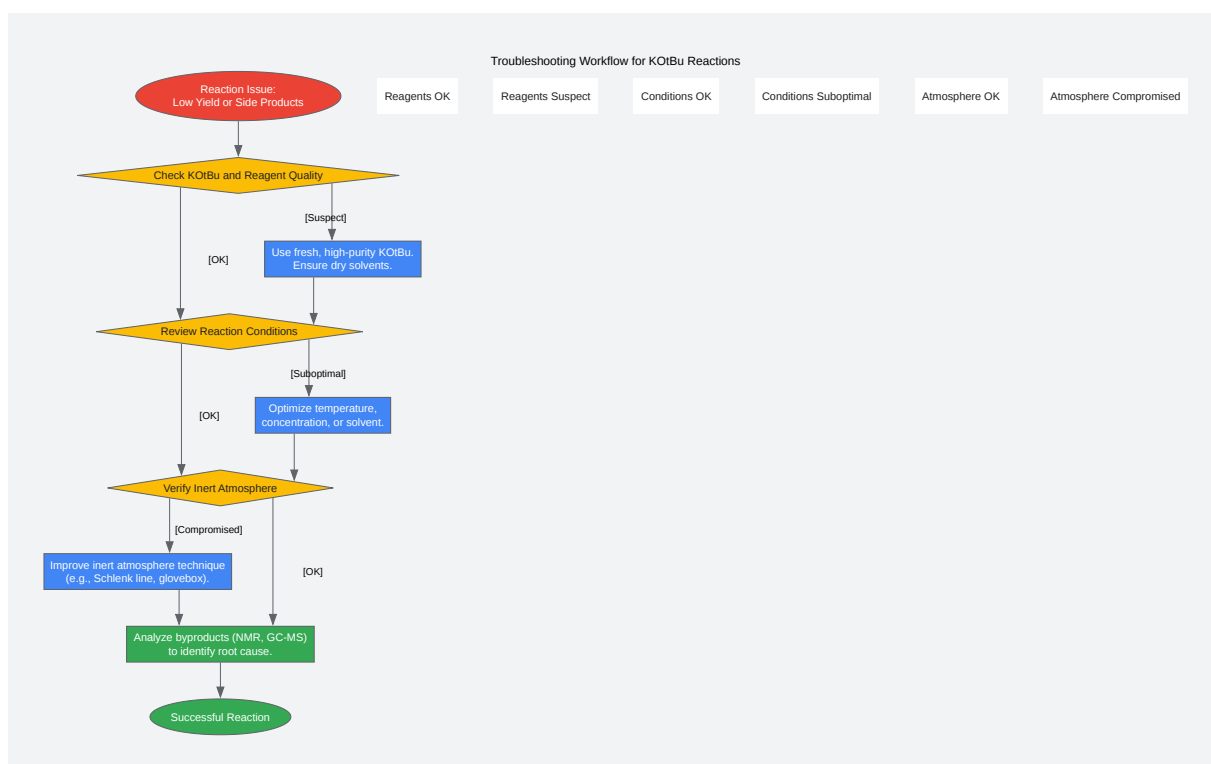 Troubleshooting Workflow for KOtBu Reactions
Reaction Issue:
Low Yield or Side Products
Reagents OK
Reagents Suspect
Conditions OK
Conditions Suboptimal
Atmosphere OK
Atmosphere Compromised
Check KOtBu and Reagent Quality
[Suspect]
[OK]
Use fresh, high-purity KOtBu.
Ensure dry solvents.
Review Reaction Conditions
[Suboptimal]
[OK]
Optimize temperature,
concentration, or solvent.
Verify Inert Atmosphere
[Compromised]
[OK]
Improve inert atmosphere technique
(e.g., Schlenk line, glovebox).
Analyze byproducts (NMR, GC-MS)
to identify root cause.
Successful Reaction